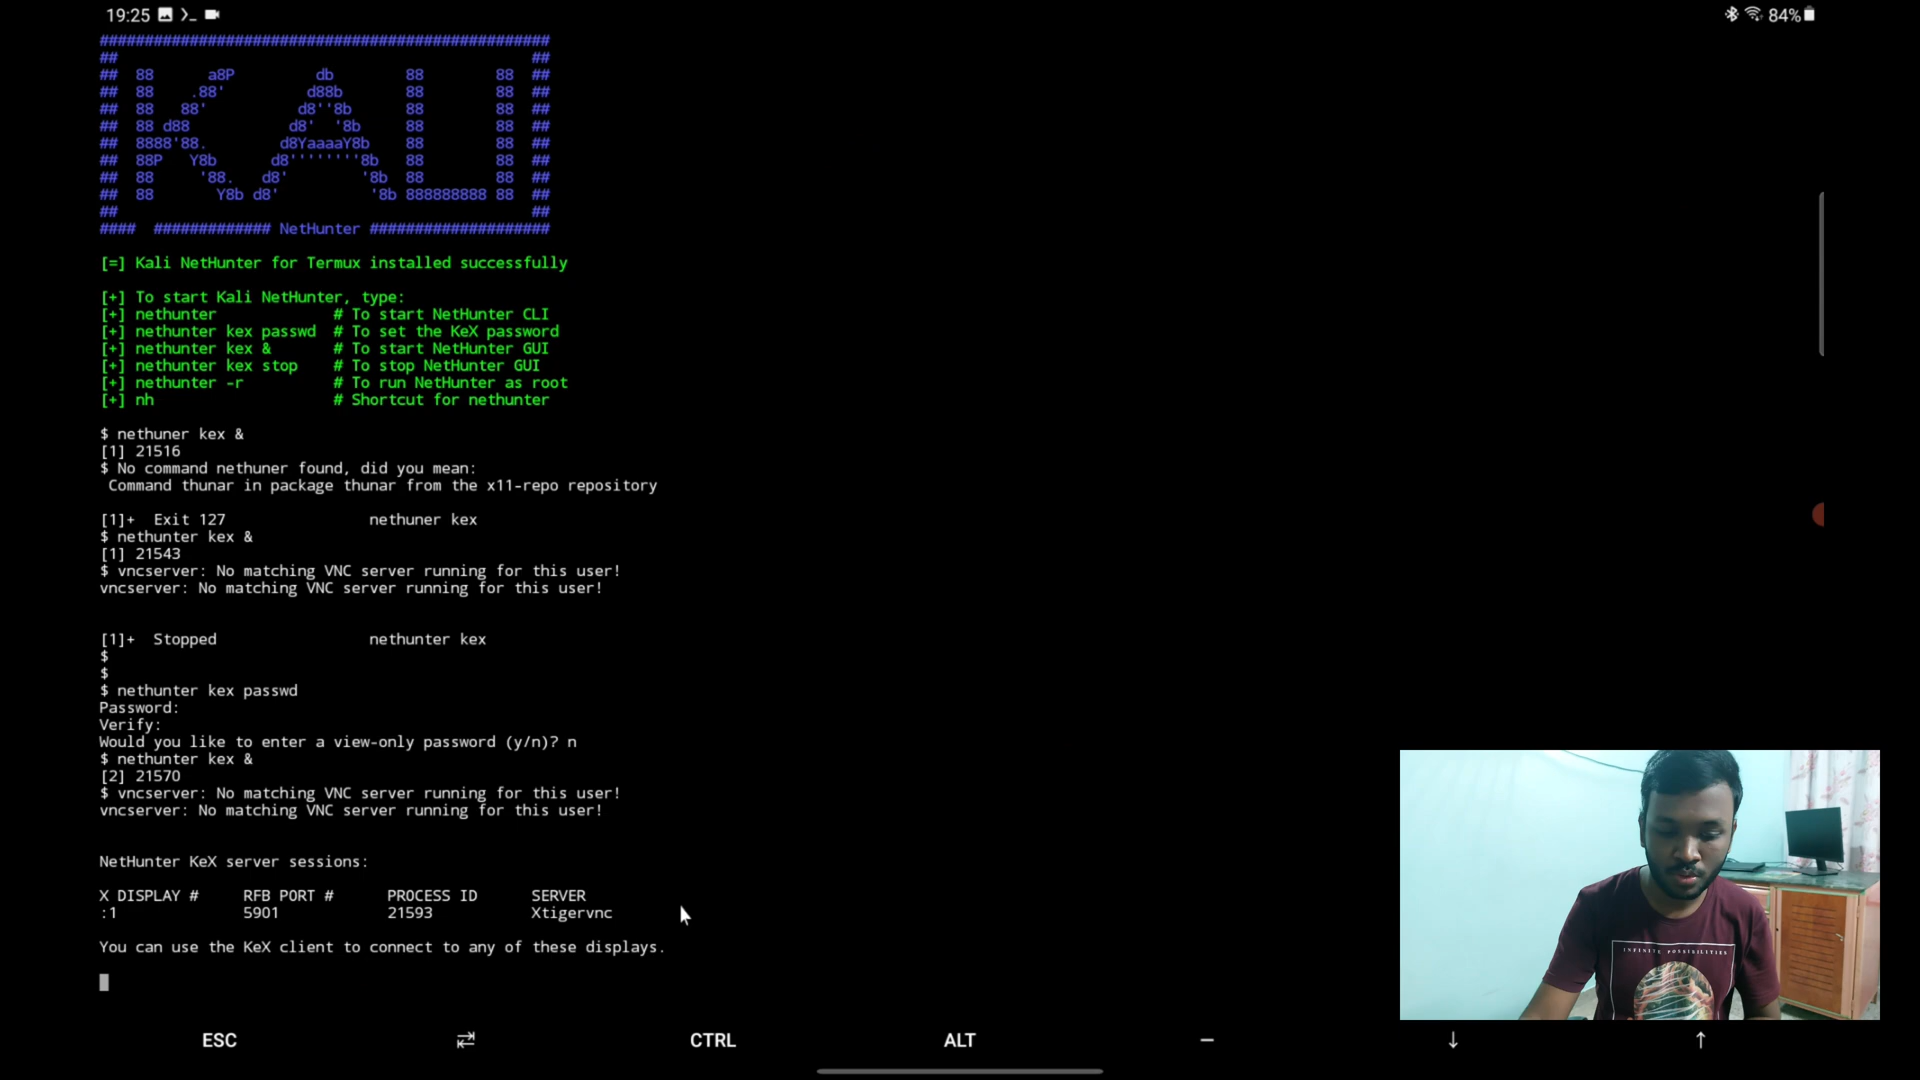 19:25
84%
##################################################
## ##
## 88 a8P db 88 88 ##
## 88 .88' d88b 88 88 ##
## 88 88' d8''8b 88 88 ##
## 88 d88 d8' '8b 88 88 ##
## 8888'88. d8YaaaaY8b 88 88 ##
## 88P Y8b d8''''''''8b 88 88 ##
## 88 '88. d8' '8b 88 88 ##
## 88 Y8b d8' '8b 888888888 88 ##
## ##
#### ############# NetHunter ####################
[=] Kali NetHunter for Termux installed successfully
[+] To start Kali NetHunter, type:
[+] nethunter # To start NetHunter CLI
[+] nethunter kex passwd # To set the KeX password
[+] nethunter kex & # To start NetHunter GUI
[+] nethunter kex stop # To stop NetHunter GUI
[+] nethunter -r # To run NetHunter as root
[+] nh # Shortcut for nethunter
$ nethuner kex &
[1] 21516
$ No command nethuner found, did you mean:
Command thunar in package thunar from the x11-repo repository
[1]+ Exit 127 nethuner kex
$ nethunter kex &
[1] 21543
$ vncserver: No matching VNC server running for this user!
vncserver: No matching VNC server running for this user!
[1]+ Stopped nethunter kex
$
$
$ nethunter kex passwd
Password:
Verify:
Would you like to enter a view-only password (y/n)? n
$ nethunter kex &
[2] 21570
$ vncserver: No matching VNC server running for this user!
vncserver: No matching VNC server running for this user!
NetHunter KeX server sessions:
X DISPLAY # RFB PORT # PROCESS ID SERVER
:1 5901 21593 Xtigervnc
You can use the KeX client to connect to any of these displays.
ESC ⇄ CTRL ALT − ↓ ↑
INFINITE POSSIBILITIES